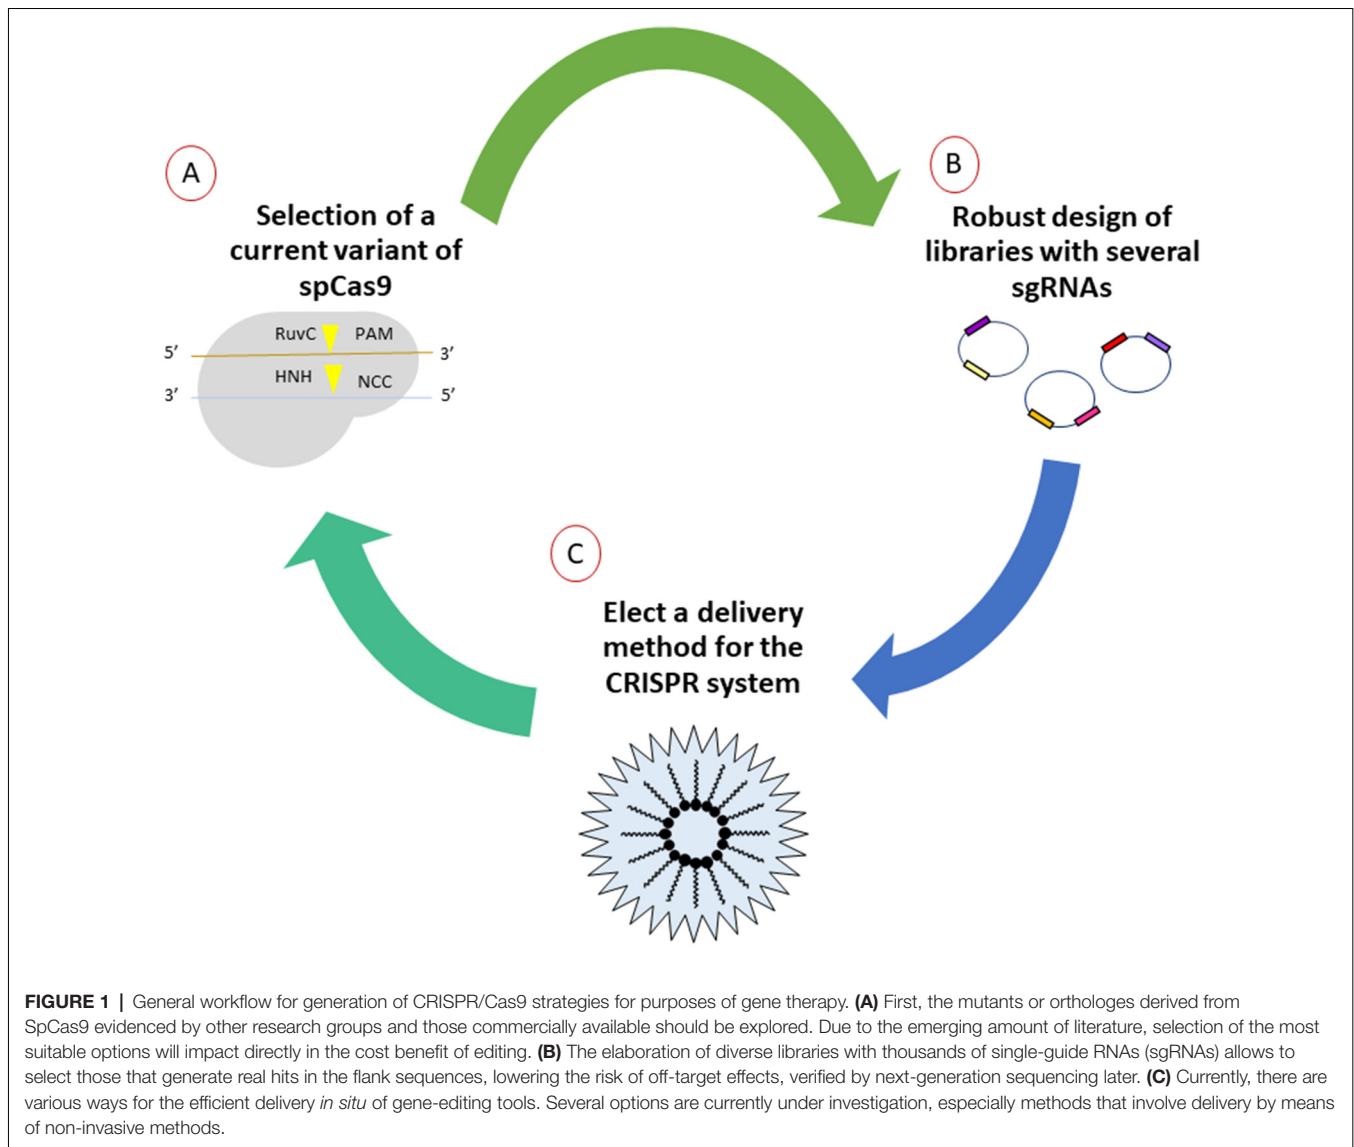 A
Selection of a
current variant of
spCas9
RuvC PAM
5’ 3’
HNH NCC
3’ 5’
B
Robust design of
libraries with several
sgRNAs
C
Elect a delivery
method for the
CRISPR system
FIGURE 1 | General workflow for generation of CRISPR/Cas9 strategies for purposes of gene therapy. (A) First, the mutants or orthologes derived from
SpCas9 evidenced by other research groups and those commercially available should be explored. Due to the emerging amount of literature, selection of the most
suitable options will impact directly in the cost benefit of editing. (B) The elaboration of diverse libraries with thousands of single-guide RNAs (sgRNAs) allows to
select those that generate real hits in the flank sequences, lowering the risk of off-target effects, verified by next-generation sequencing later. (C) Currently, there are
various ways for the efficient delivery in situ of gene-editing tools. Several options are currently under investigation, especially methods that involve delivery by means
of non-invasive methods.